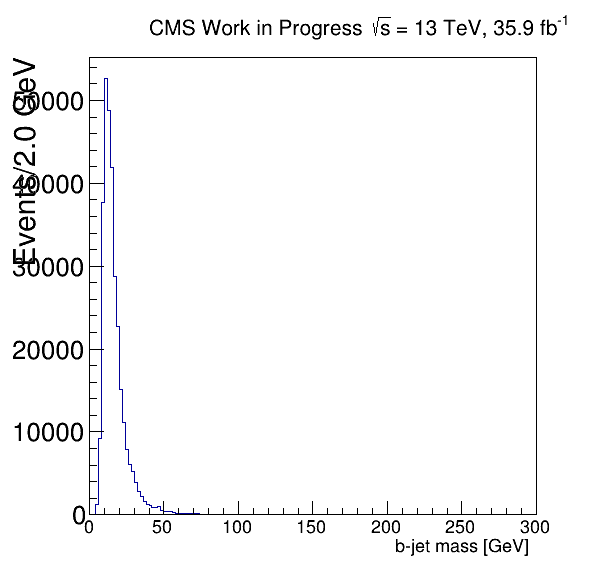 CMS Work in Progress √s = 13 TeV, 35.9 fb⁻¹
Events/2.0 GeV
50000
40000
30000
20000
10000
0
0 50 100 150 200 250 300
b-jet mass [GeV]